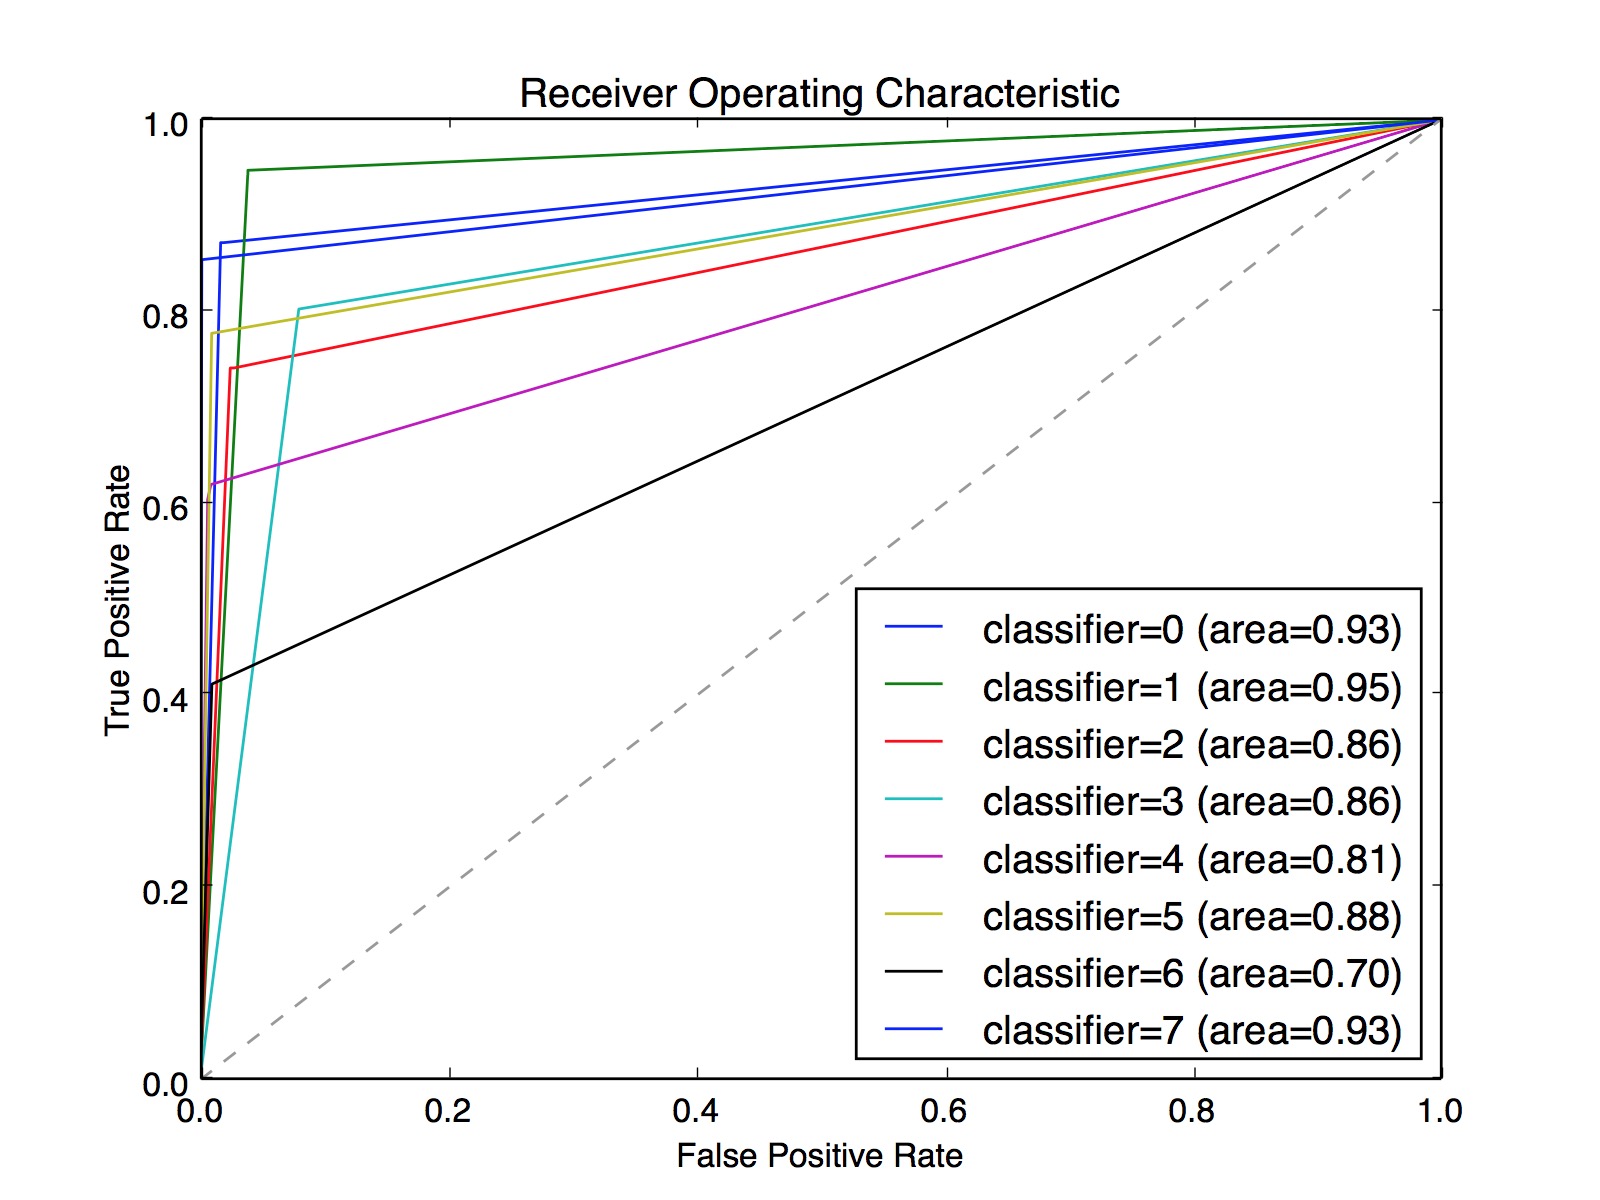 Receiver Operating Characteristic
1.0
0.8
0.6
0.4
0.2
0.0
True Positive Rate
classifier=0 (area=0.93)
classifier=1 (area=0.95)
classifier=2 (area=0.86)
classifier=3 (area=0.86)
classifier=4 (area=0.81)
classifier=5 (area=0.88)
classifier=6 (area=0.70)
classifier=7 (area=0.93)
0.0 0.2 0.4 0.6 0.8 1.0
False Positive Rate